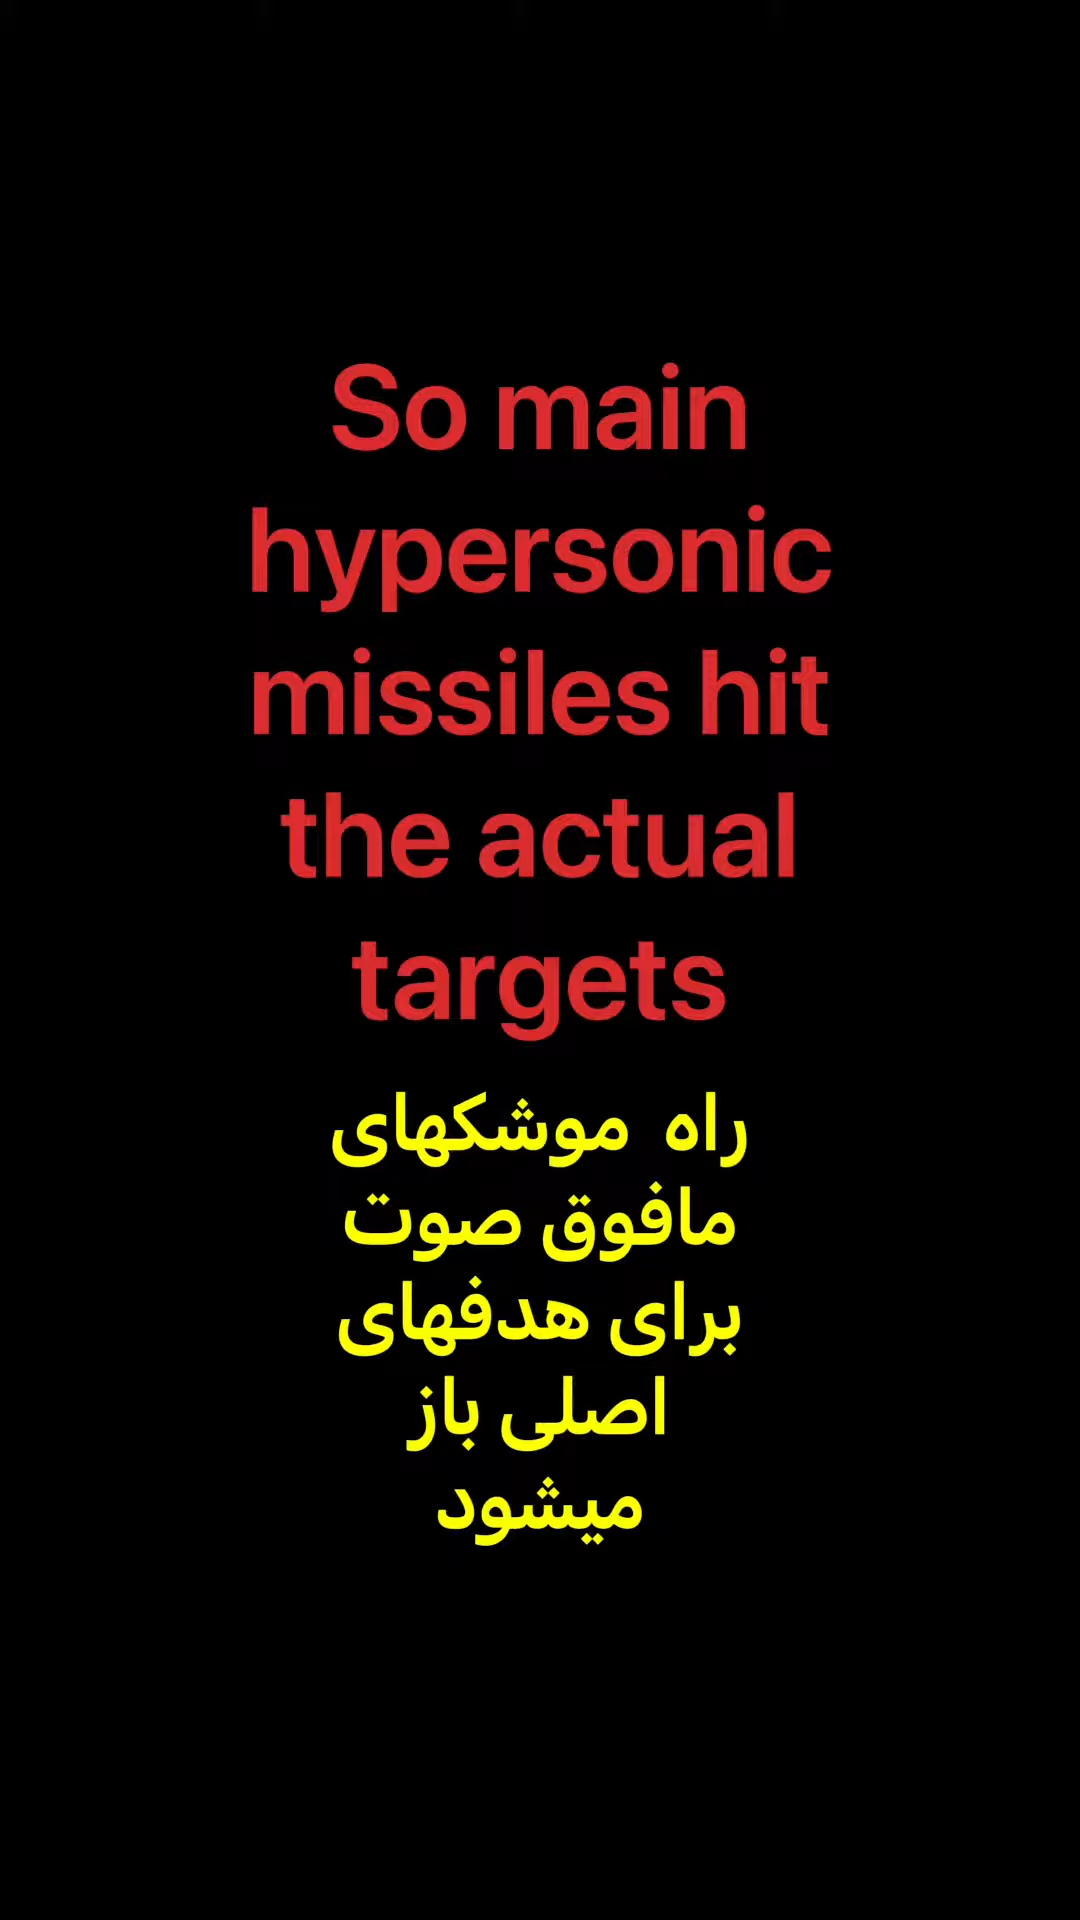 So main
hypersonic
missiles hit
the actual
targets
راه موشکهای
مافوق صوت
برای هدفهای
اصلی باز
میشود